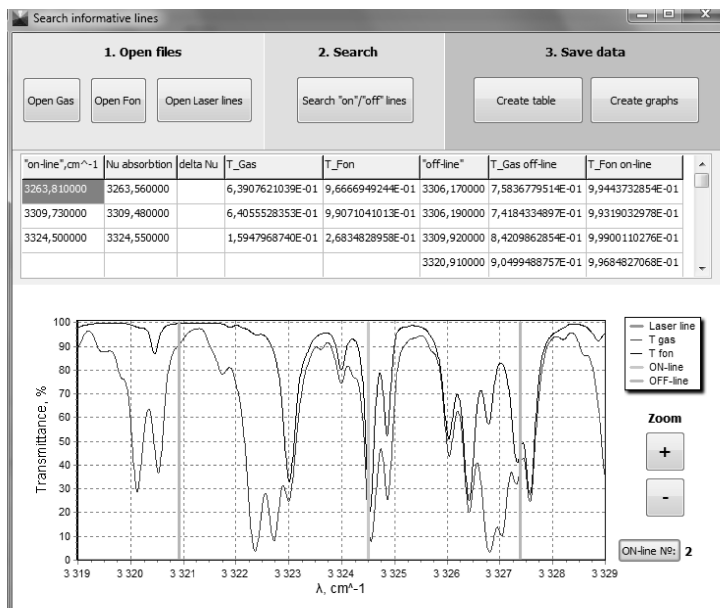 Search informative lines
1. Open files
2. Search
3. Save data
Open Gas
Open Fon
Open Laser lines
Search "on"/"off" lines
Create table
Create graphs
"on-line",cm^-1 Nu absorbtion delta Nu T_Gas T_Fon "off-line" T_Gas off-line T_Fon on-line
3263,810000 3263,560000 6,3907621039E-01 9,6666949244E-01 3306,170000 7,5836779514E-01 9,9443732854E-01
3309,730000 3309,480000 6,4055528353E-01 9,9071041013E-01 3306,190000 7,4184334897E-01 9,9319032978E-01
3324,500000 3324,550000 1,5947968740E-01 2,6834828958E-01 3309,920000 8,4209862854E-01 9,9900110276E-01
3320,910000 9,0499488757E-01 9,9684827068E-01
100
90
80
70
60
50
40
30
20
10
0
Transmittance, %
3 319 3 320 3 321 3 322 3 323 3 324 3 325 3 326 3 327 3 328 3 329
λ, cm^-1
Laser line
T gas
T fon
ON-line
OFF-line
Zoom
+
-
ON-line №: 2